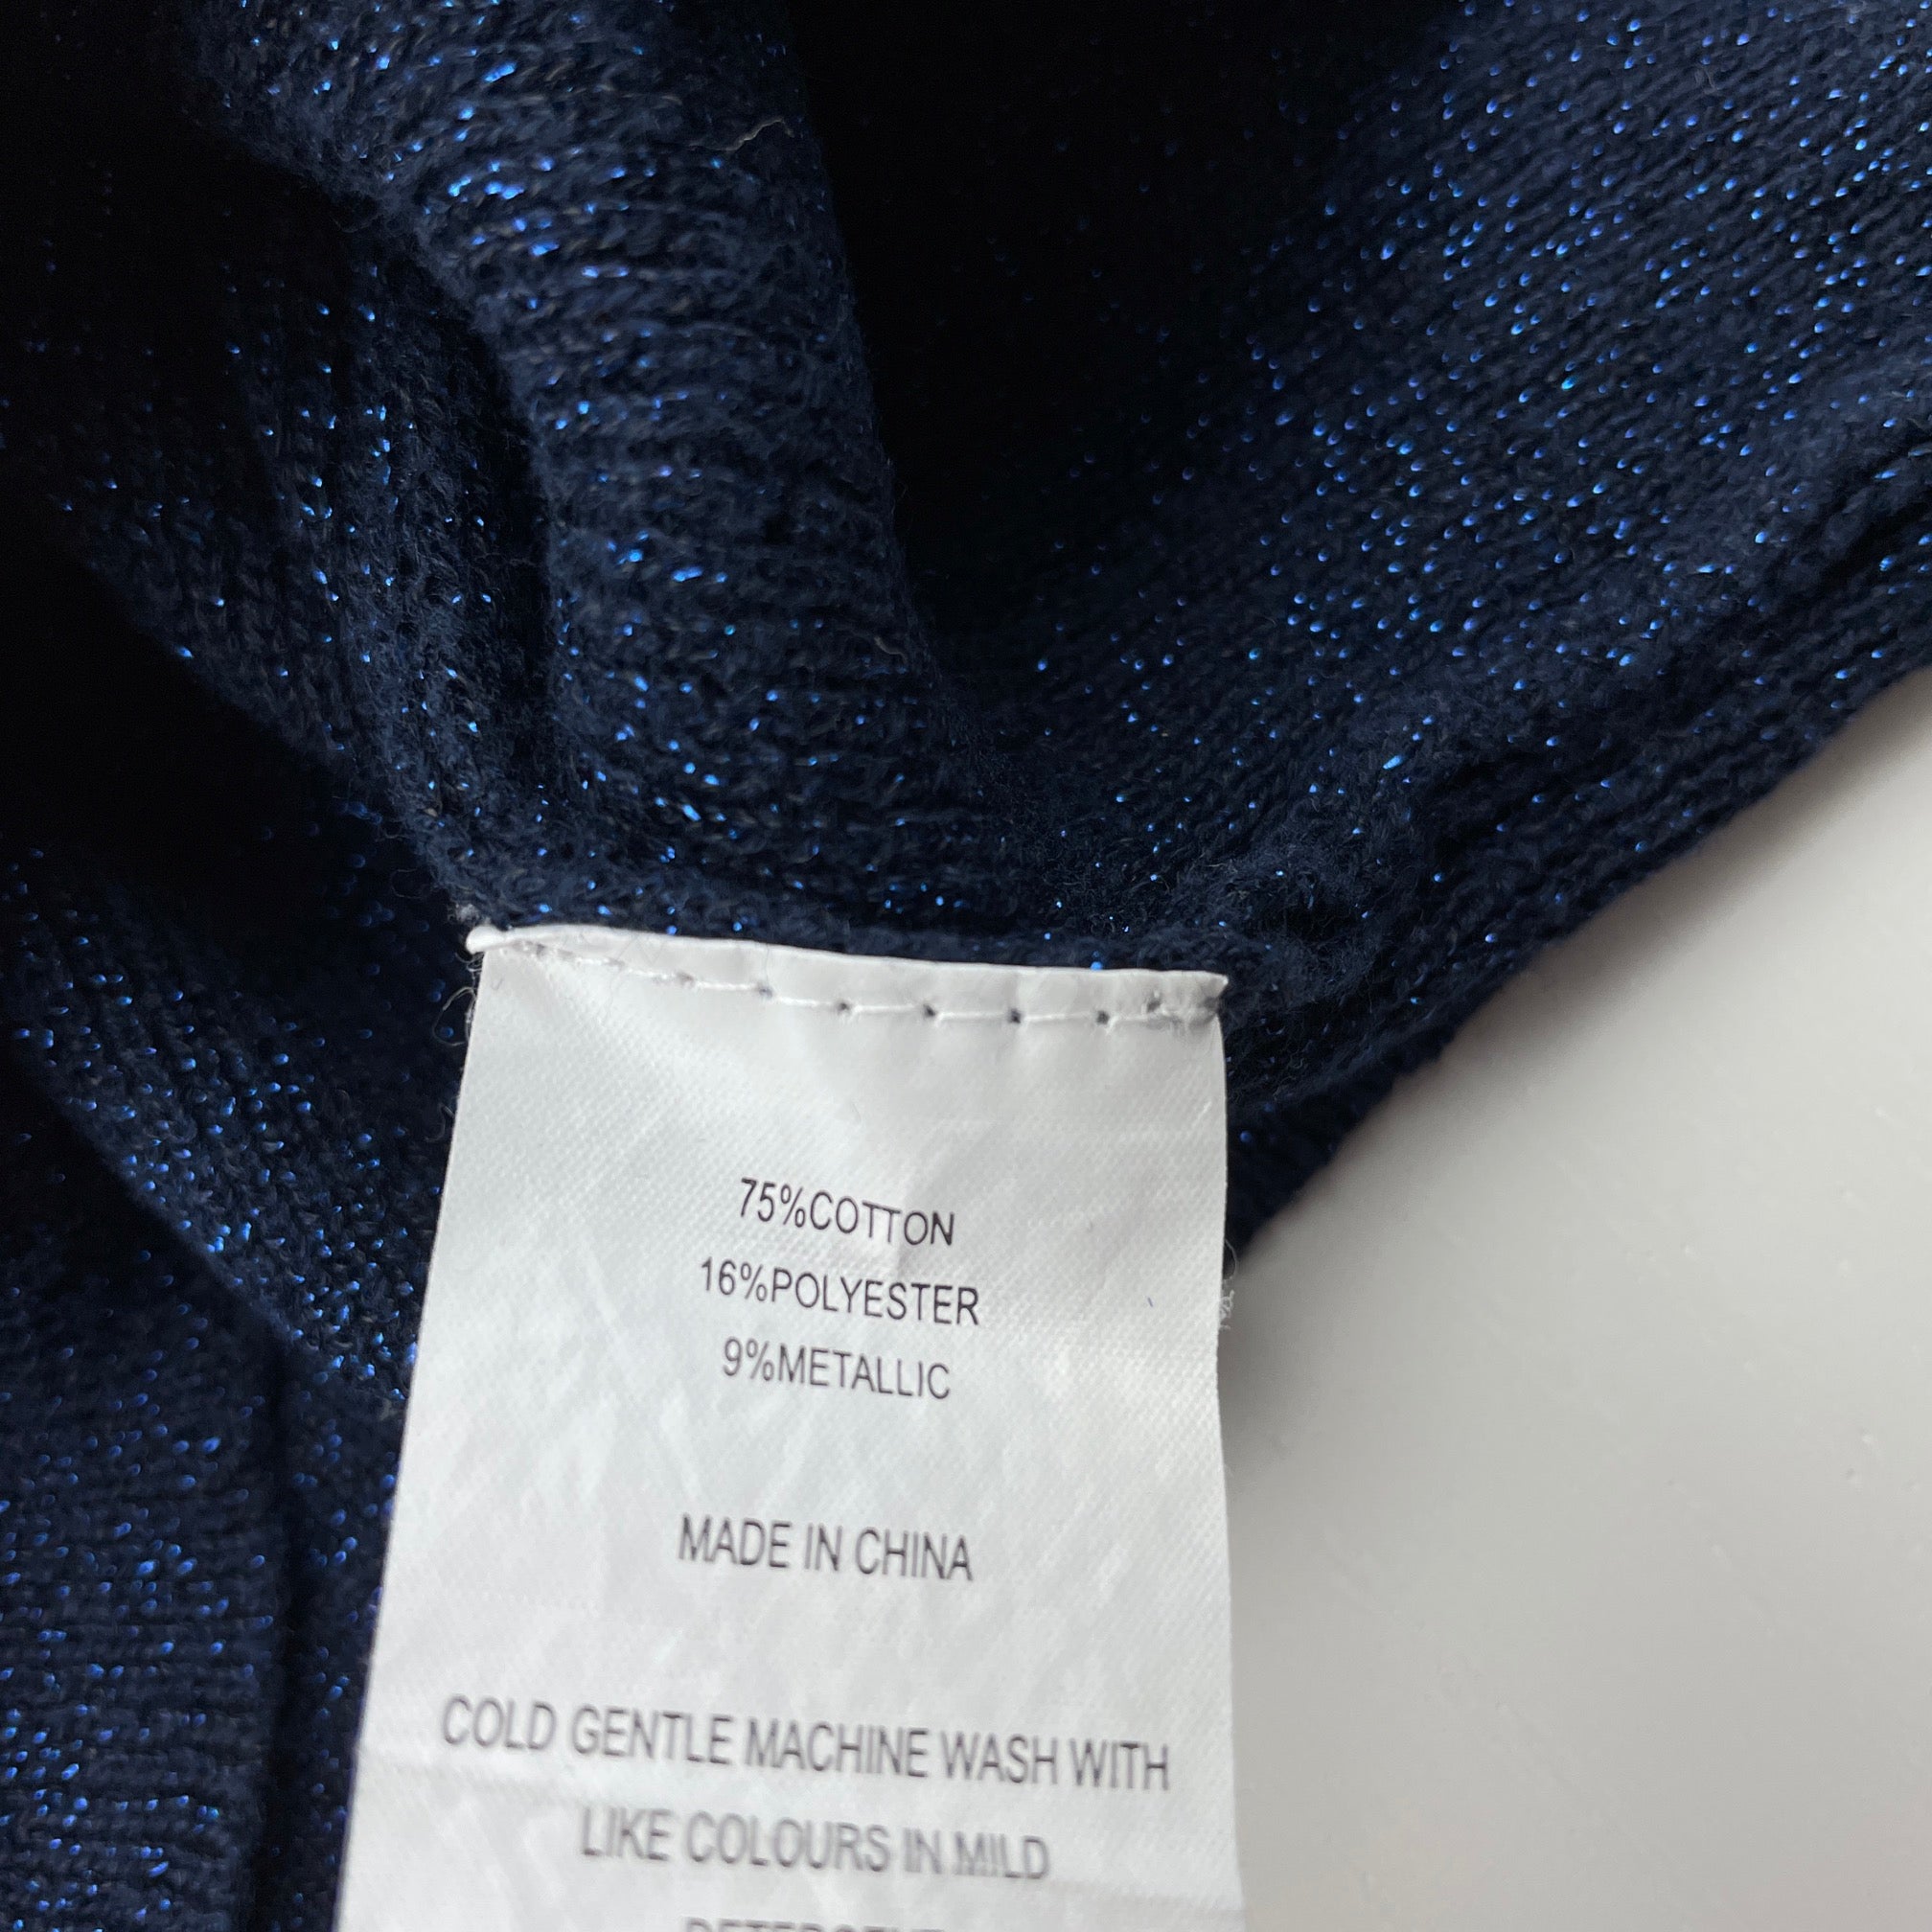 75%COTTON
16%POLYESTER
9%METALLIC
MADE IN CHINA
COLD GENTLE MACHINE WASH WITH
LIKE COLOURS IN MILD